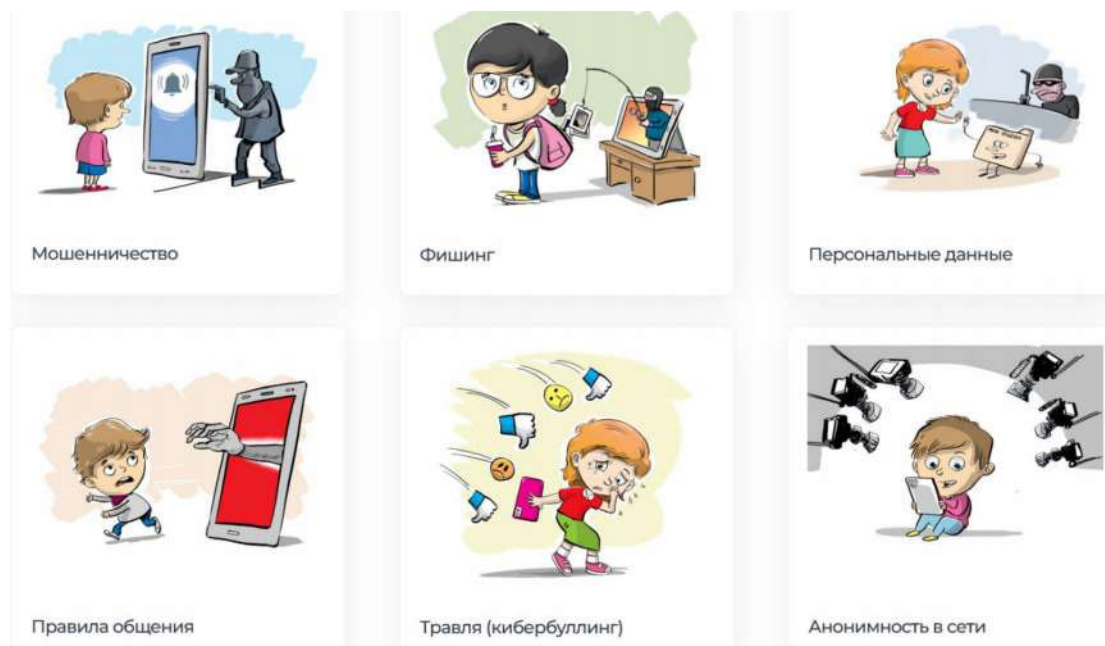 Мошенничество
Фишинг
Персональные данные
Правила общения
Травля (кибербуллинг)
Анонимность в сети